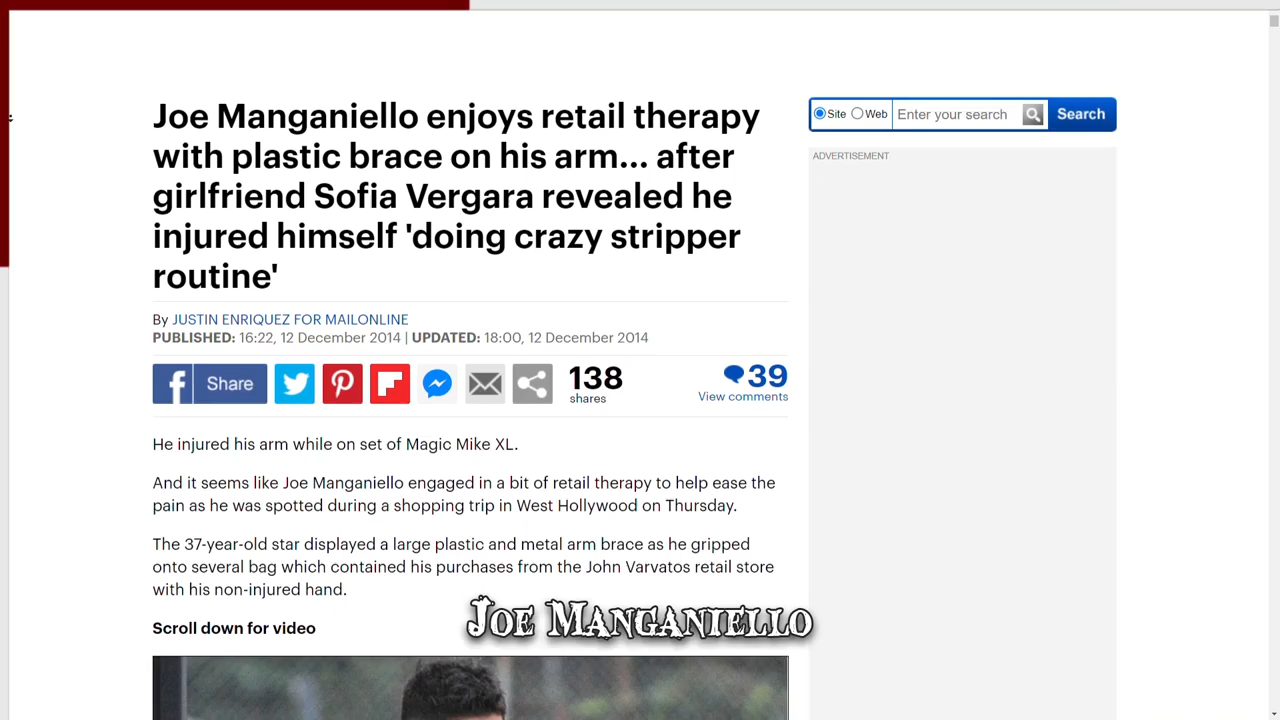 Joe Manganiello enjoys retail therapy
with plastic brace on his arm... after
girlfriend Sofia Vergara revealed he
injured himself 'doing crazy stripper
routine'
By JUSTIN ENRIQUEZ FOR MAILONLINE
PUBLISHED: 16:22, 12 December 2014 | UPDATED: 18:00, 12 December 2014
Share
138
shares
39
View comments
He injured his arm while on set of Magic Mike XL.
And it seems like Joe Manganiello engaged in a bit of retail therapy to help ease the
pain as he was spotted during a shopping trip in West Hollywood on Thursday.
The 37-year-old star displayed a large plastic and metal arm brace as he gripped
onto several bag which contained his purchases from the John Varvatos retail store
with his non-injured hand.
Scroll down for video
Joe Manganiello
Site Web Enter your search Search
ADVERTISEMENT